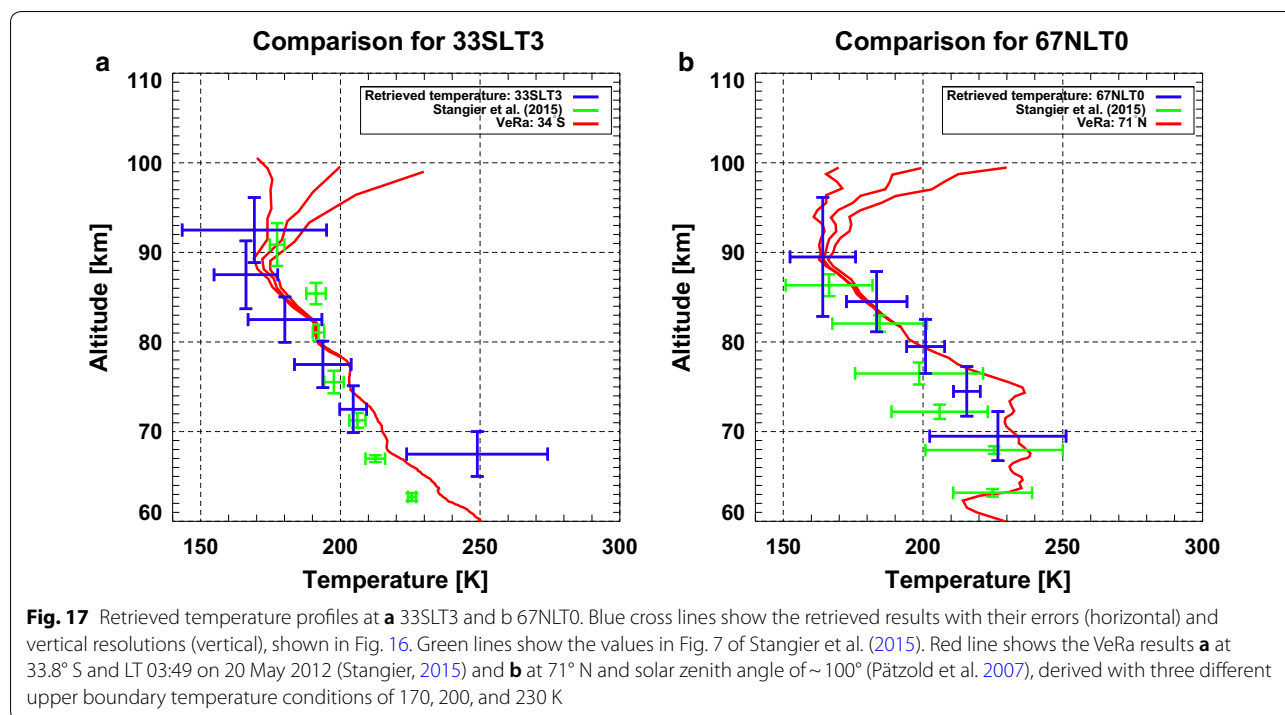 Comparison for 33SLT3
a
110
100
90
80
70
60
Altitude [km]
Retrieved temperature: 33SLT3
Stangier et al. (2015)
VeRa: 34°S
150 200 250 300
Temperature [K]
Comparison for 67NLT0
b
110
100
90
80
70
60
Altitude [km]
Retrieved temperature: 67NLT0
Stangier et al. (2015)
VeRa: 71°N
150 200 250 300
Temperature [K]
Fig. 17 Retrieved temperature profiles at a 33SLT3 and b 67NLT0. Blue cross lines show the retrieved results with their errors (horizontal) and
vertical resolutions (vertical), shown in Fig. 16. Green lines show the values in Fig. 7 of Stangier et al. (2015). Red line shows the VeRa results a at
33.8° S and LT 03:49 on 20 May 2012 (Stangier, 2015) and b at 71° N and solar zenith angle of ~ 100° (Pätzold et al. 2007), derived with three different
upper boundary temperature conditions of 170, 200, and 230 K